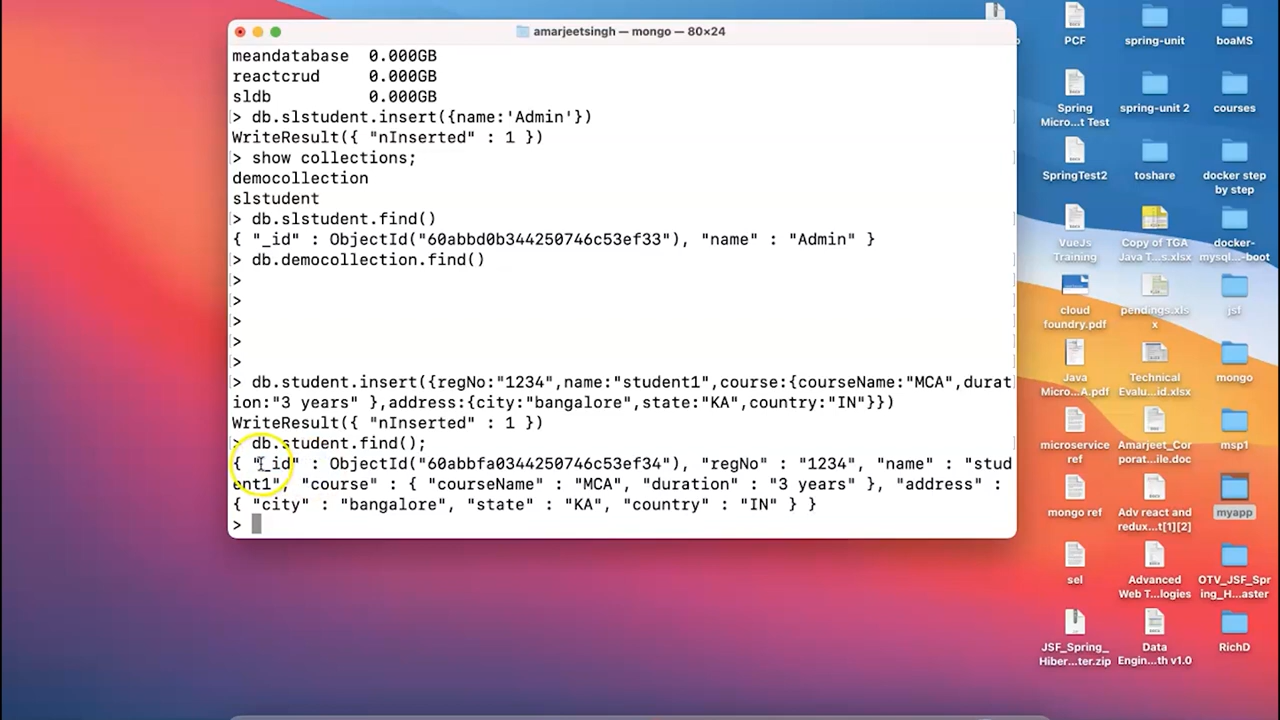 amarjeetsingh — mongo — 80×24
meandatabase 0.000GB
reactcrud 0.000GB
sldb 0.000GB
> db.slstudent.insert({name:'Admin'})
WriteResult({ "nInserted" : 1 })
> show collections;
democollection
slstudent
> db.slstudent.find()
{ "_id" : ObjectId("60abbd0b344250746c53ef33"), "name" : "Admin" }
> db.democollection.find()
>
>
>
>
>
> db.student.insert({regNo:"1234",name:"student1",course:{courseName:"MCA",durat
ion:"3 years" },address:{city:"bangalore",state:"KA",country:"IN"}})
WriteResult({ "nInserted" : 1 })
> db.student.find();
{ "_id" : ObjectId("60abbfa0344250746c53ef34"), "regNo" : "1234", "name" : "stud
ent1", "course" : { "courseName" : "MCA", "duration" : "3 years" }, "address" :
{ "city" : "bangalore", "state" : "KA", "country" : "IN" } }
>
PCF
spring-unit
boaMS
Spring
Micro...t Test
spring-unit 2
courses
SpringTest2
toshare
docker step
by step
VueJs
Training
Copy of TGA
Java T...s.xlsx
docker-
mysql...-boot
cloud
foundry.pdf
pendings.xls
x
jsf
Java
Micro...A.pdf
Technical
Evalu...id.xlsx
mongo
microservice
ref
Amarjeet_Cor
porat...ile.doc
msp1
mongo ref
Adv react and
redux...t[1][2]
myapp
sel
Advanced
Web T...logies
OTV_JSF_Spr
ing_H...aster
JSF_Spring_
Hiber...ter.zip
Data
Engin...th v1.0
RichD